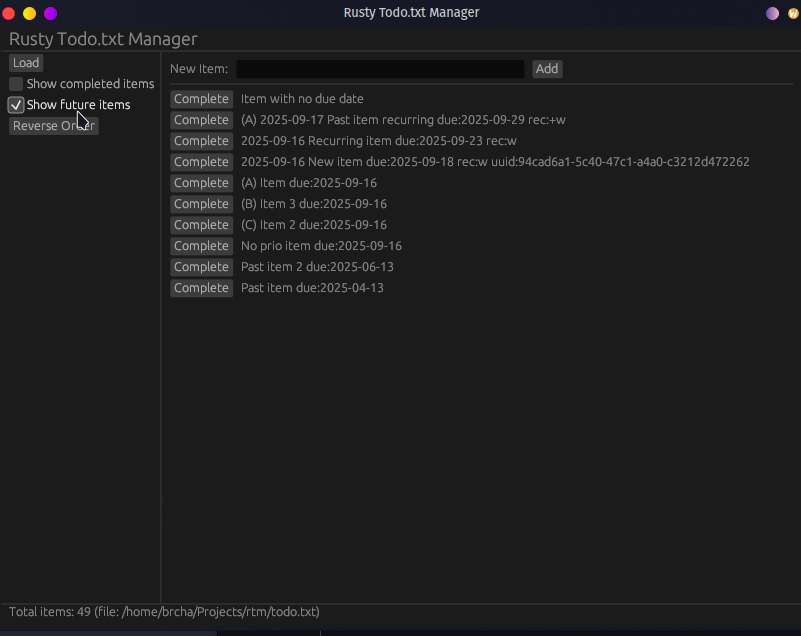 Rusty Todo.txt Manager
Rusty Todo.txt Manager
Load
Show completed items
Show future items
Reverse Order
New Item: Add
Complete Item with no due date
Complete (A) 2025-09-17 Past item recurring due:2025-09-29 rec:+w
Complete 2025-09-16 Recurring item due:2025-09-23 rec:w
Complete 2025-09-16 New item due:2025-09-18 rec:w uuid:94cad6a1-5c40-47c1-a4a0-c3212d472262
Complete (A) Item due:2025-09-16
Complete (B) Item 3 due:2025-09-16
Complete (C) Item 2 due:2025-09-16
Complete No prio item due:2025-09-16
Complete Past item 2 due:2025-06-13
Complete Past item due:2025-04-13
Total items: 49 (file: /home/brcha/Projects/rtm/todo.txt)